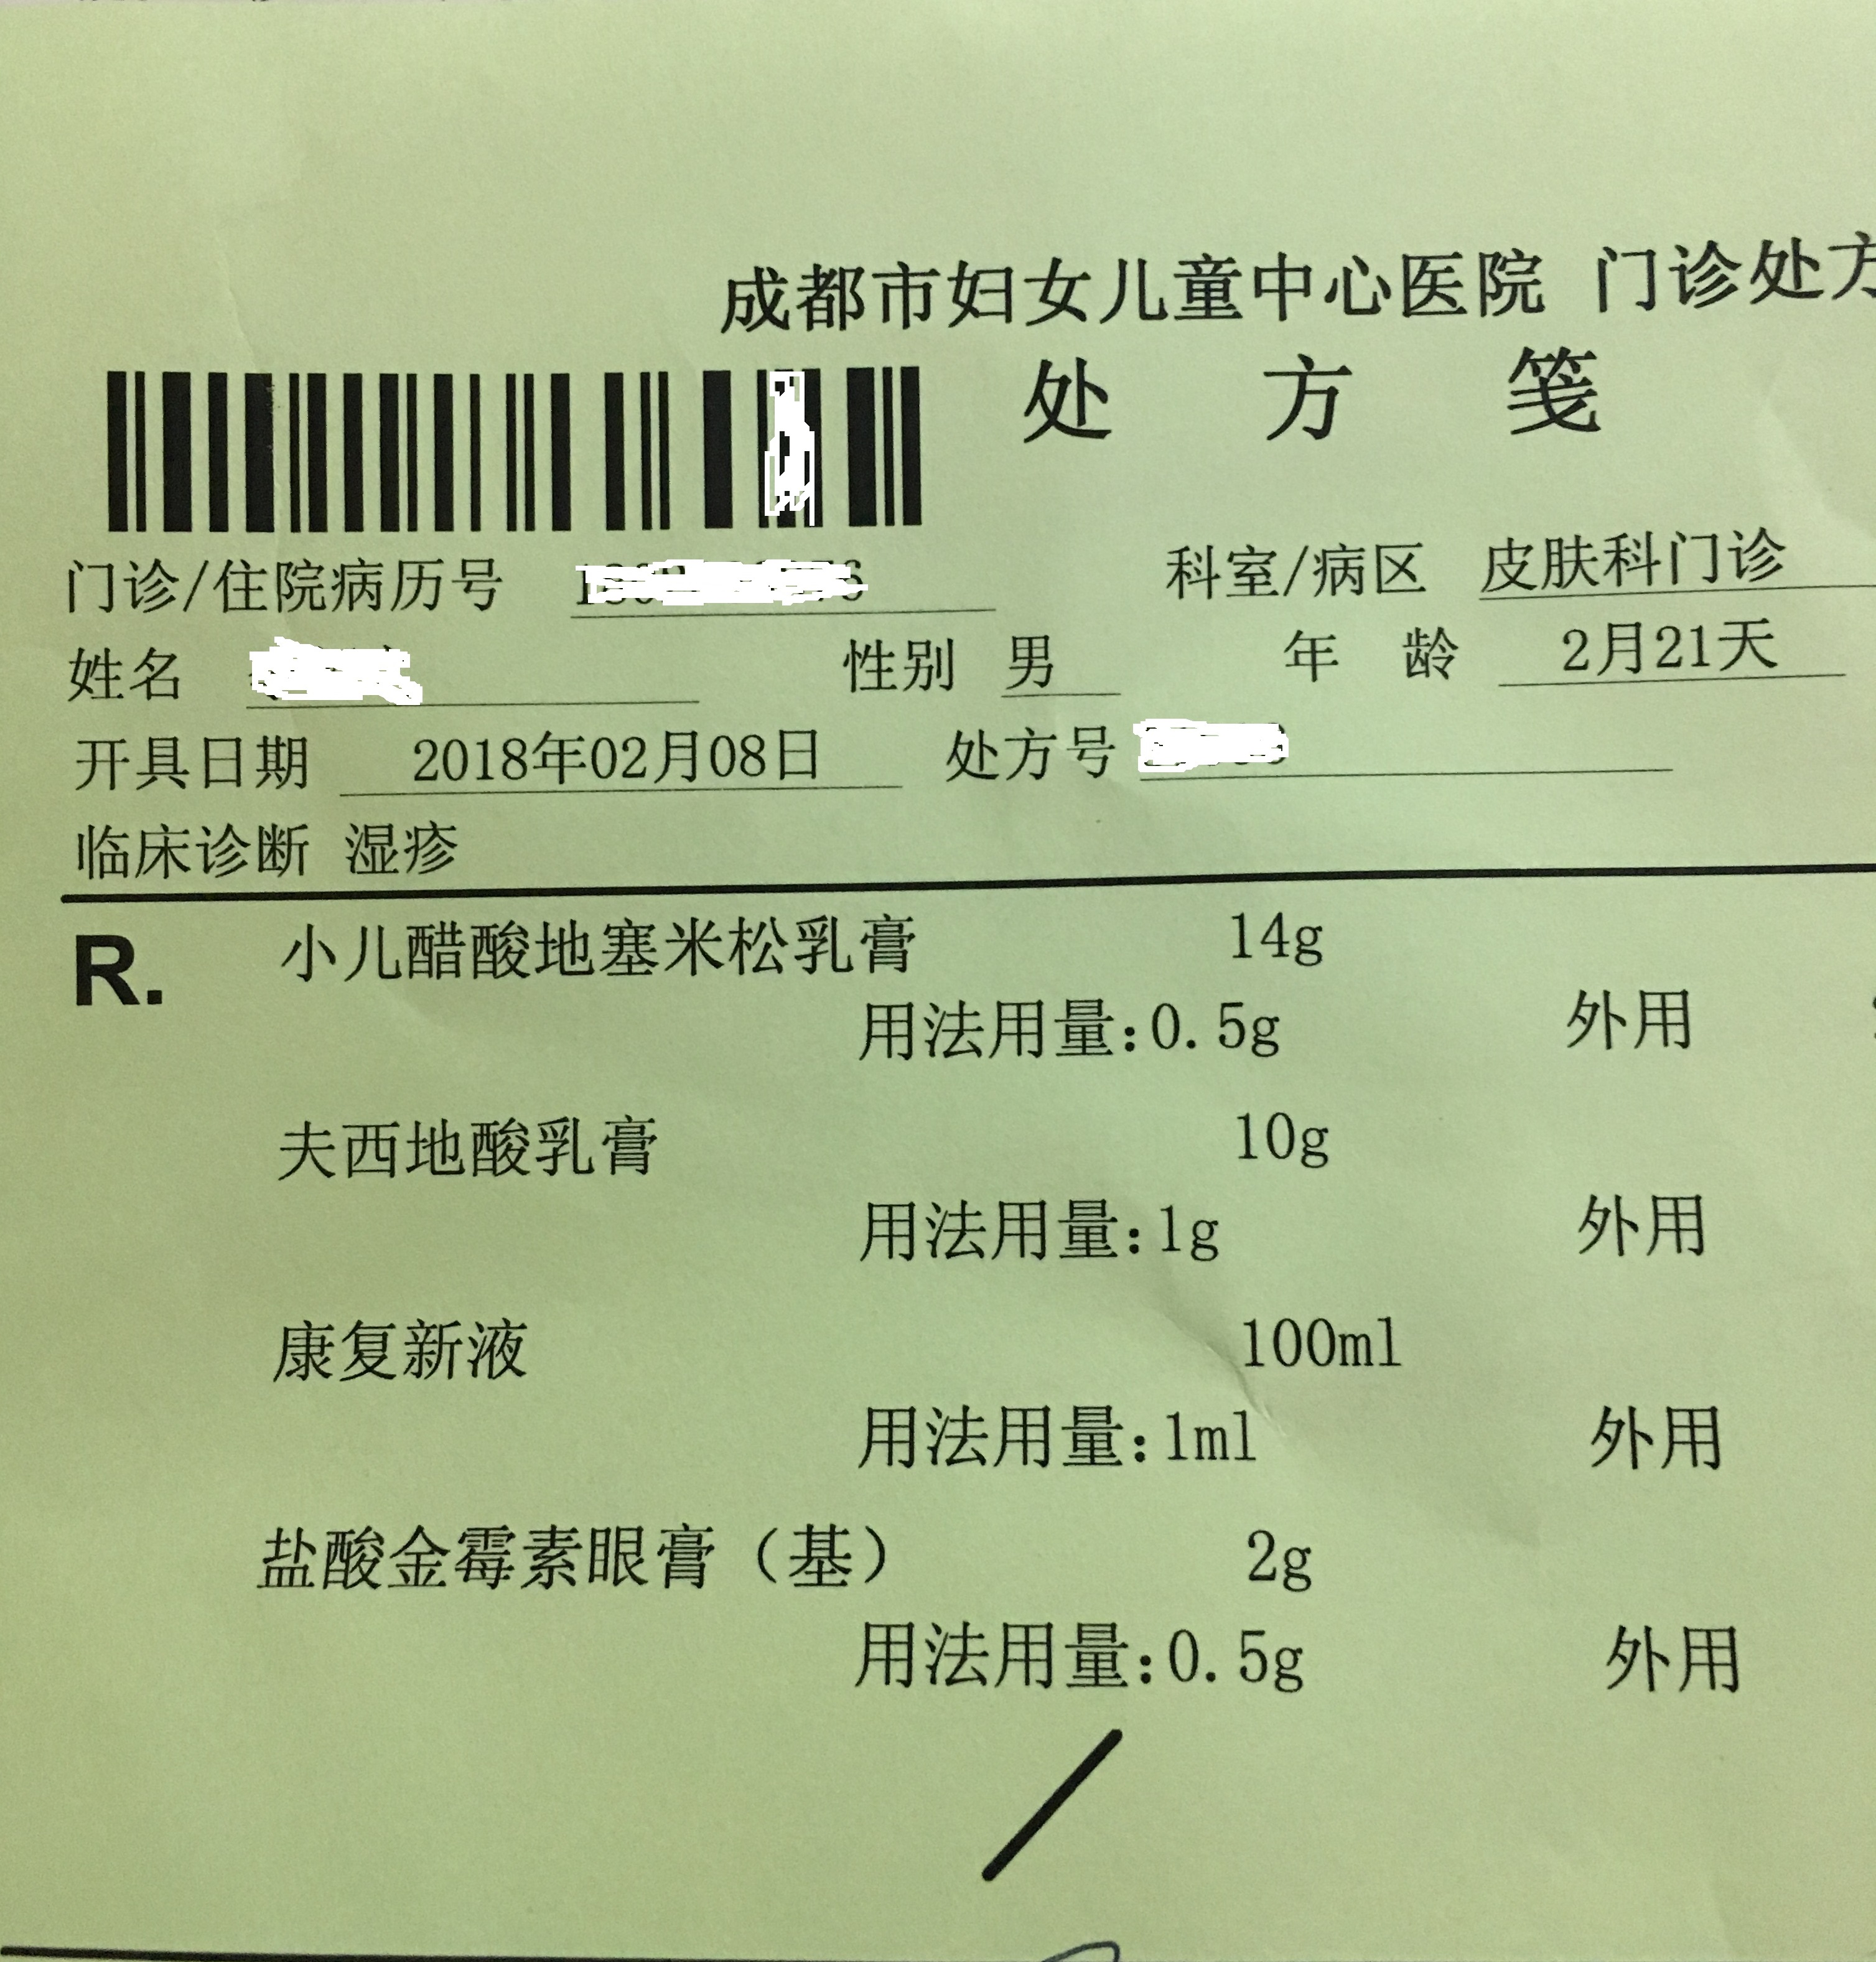 成都市妇女儿童中心医院 门诊处方
处 方 笺
门诊/住院病历号 科室/病区 皮肤科门诊
姓名 性别 男 年 龄 2月21天
开具日期 2018年02月08日 处方号
临床诊断 湿疹
R. 小儿醋酸地塞米松乳膏 14g
用法用量:0.5g 外用
夫西地酸乳膏 10g
用法用量:1g 外用
康复新液 100ml
用法用量:1ml 外用
盐酸金霉素眼膏（基） 2g
用法用量:0.5g 外用